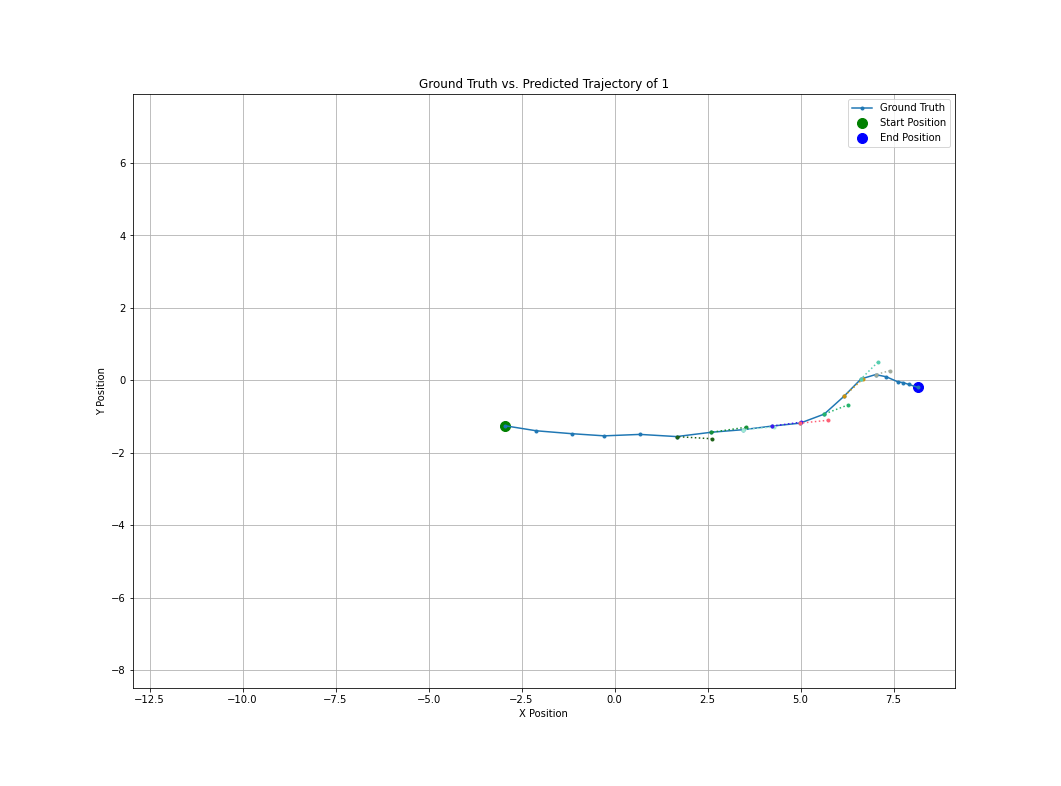 Ground Truth vs. Predicted Trajectory of 1
Ground Truth
Start Position
End Position
6
4
2
0
−2
−4
−6
−8
Y Position
−12.5 −10.0 −7.5 −5.0 −2.5 0.0 2.5 5.0 7.5
X Position